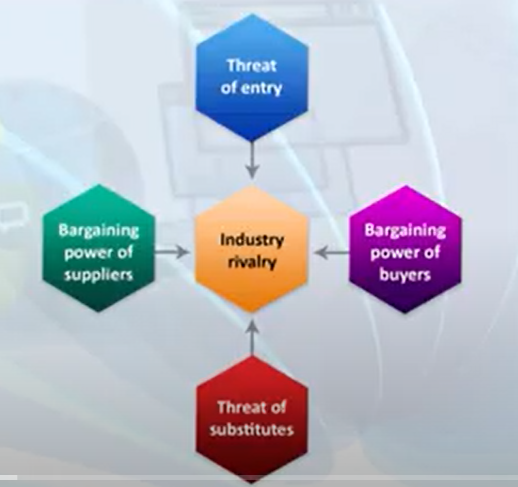 Threat
of entry
Bargaining
power of
suppliers
Industry
rivalry
Bargaining
power of
buyers
Threat of
substitutes